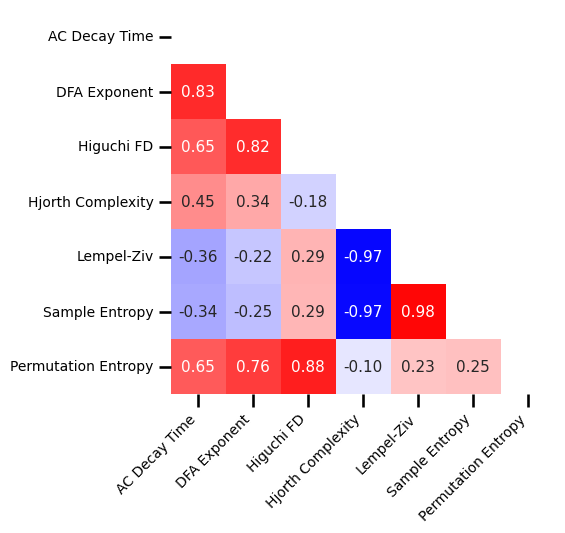 AC Decay Time
DFA Exponent 0.83
Higuchi FD 0.65 0.82
Hjorth Complexity 0.45 0.34 -0.18
Lempel-Ziv -0.36 -0.22 0.29 -0.97
Sample Entropy -0.34 -0.25 0.29 -0.97 0.98
Permutation Entropy 0.65 0.76 0.88 -0.10 0.23 0.25
AC Decay Time
DFA Exponent
Higuchi FD
Hjorth Complexity
Lempel-Ziv
Sample Entropy
Permutation Entropy